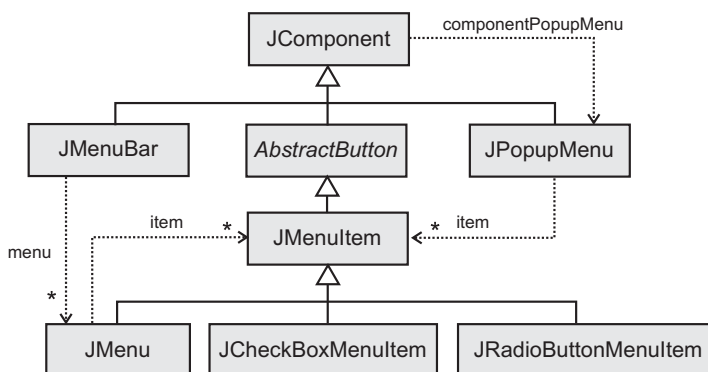 componentPopupMenu
JComponent
JMenuBar
AbstractButton
JPopupMenu
item
*
*
item
JMenuItem
menu
*
JMenu
JCheckBoxMenuItem
JRadioButtonMenuItem